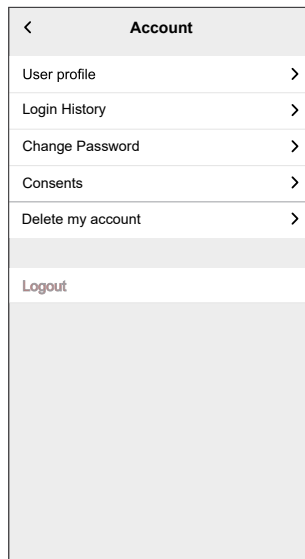 Account
User profile
Login History
Change Password
Consents
Delete my account
Logout